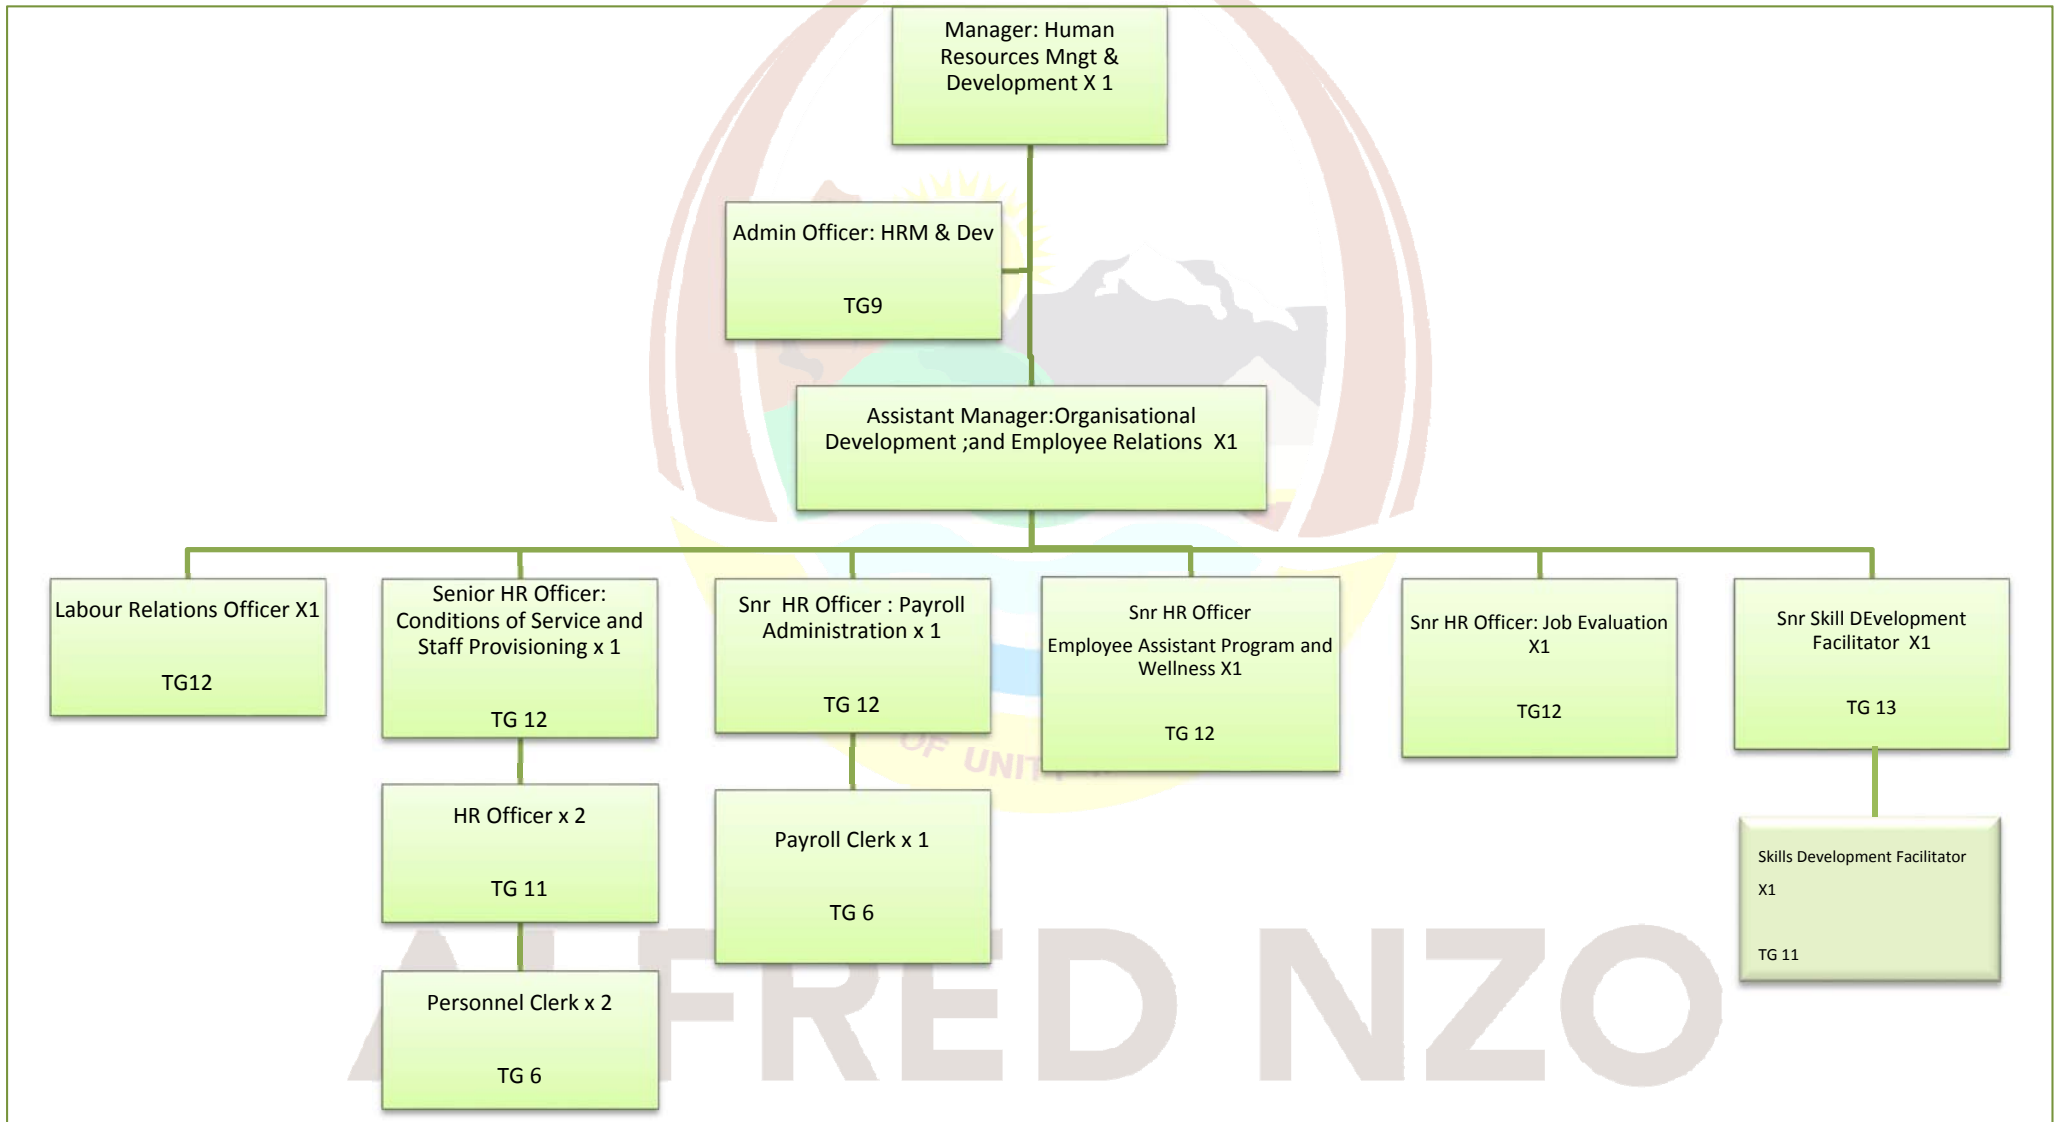 Manager: Human
Resources Mngt &
Development X 1
Admin Officer: HRM & Dev
TG9
Assistant Manager:Organisational
Development ;and Employee Relations X1
Labour Relations Officer X1
TG12
Senior HR Officer:
Conditions of Service and
Staff Provisioning x 1
TG 12
Snr HR Officer : Payroll
Administration x 1
TG 12
Snr HR Officer
Employee Assistant Program and
Wellness X1
TG 12
Snr HR Officer: Job Evaluation
X1
TG12
Snr Skill DEvelopment
Facilitator X1
TG 13
HR Officer x 2
TG 11
Payroll Clerk x 1
TG 6
Skills Development Facilitator
X1
TG 11
Personnel Clerk x 2
TG 6
OF UNITY
ALFRED NZO